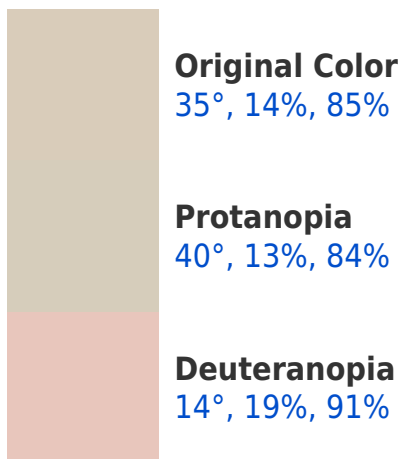 Original Color
35°, 14%, 85%
Protanopia
40°, 13%, 84%
Deuteranopia
14°, 19%, 91%